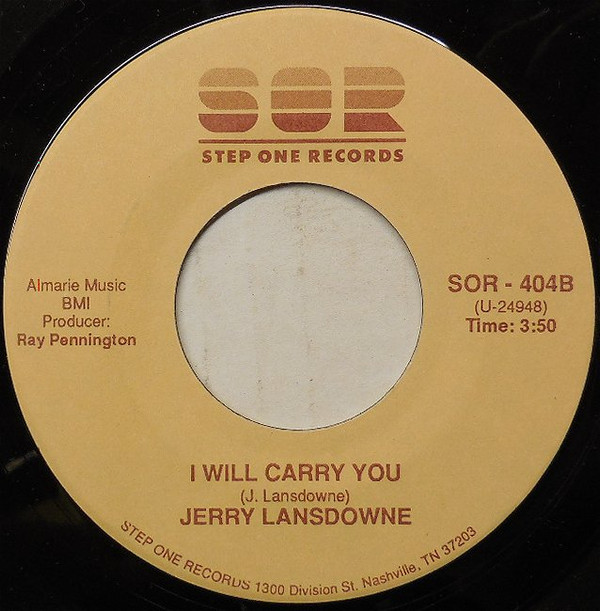 SOR
STEP ONE RECORDS
Almarie Music
BMI
Producer:
Ray Pennington
SOR - 404B
(U-24948)
Time: 3:50
I WILL CARRY YOU
(J. Lansdowne)
JERRY LANSDOWNE
STEP ONE RECORDS 1300 Division St. Nashville, TN 37203